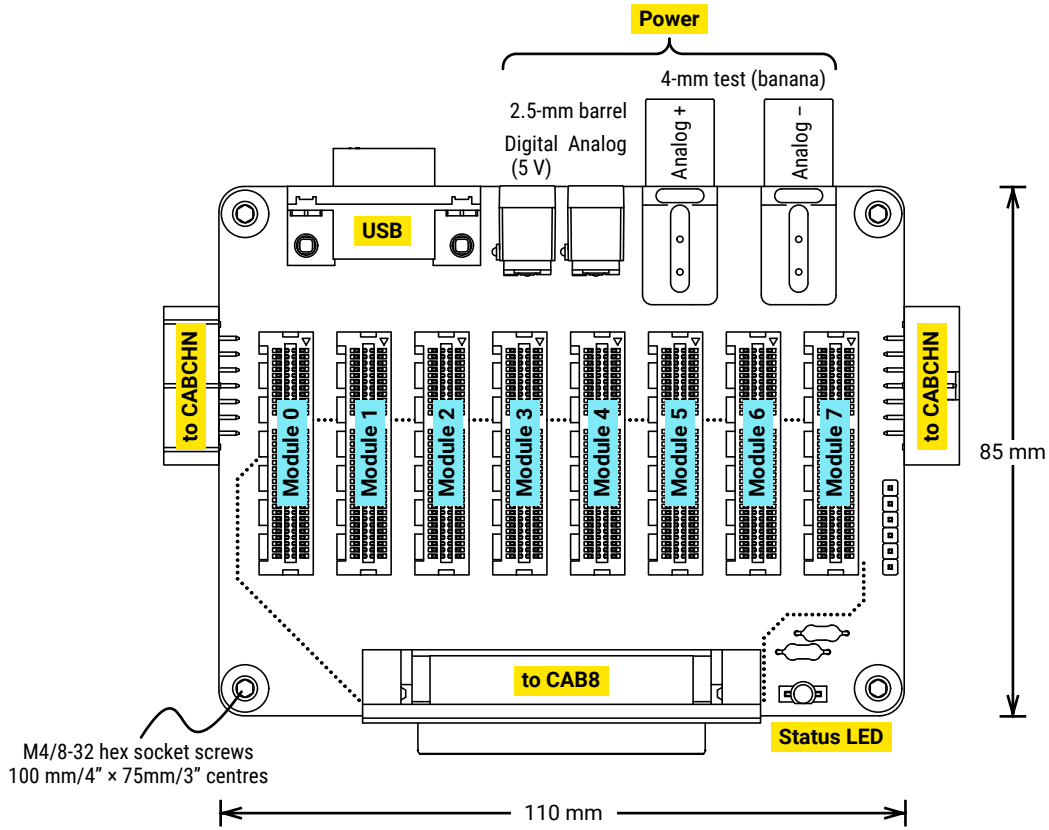 Power
4-mm test (banana)
2.5-mm barrel
Digital
(5 V)
Analog
Analog +
Analog −
USB
to CABCHN
to CABCHN
Module 0
Module 1
Module 2
Module 3
Module 4
Module 5
Module 6
Module 7
85 mm
to CAB8
Status LED
M4/8-32 hex socket screws
100 mm/4” × 75mm/3” centres
110 mm